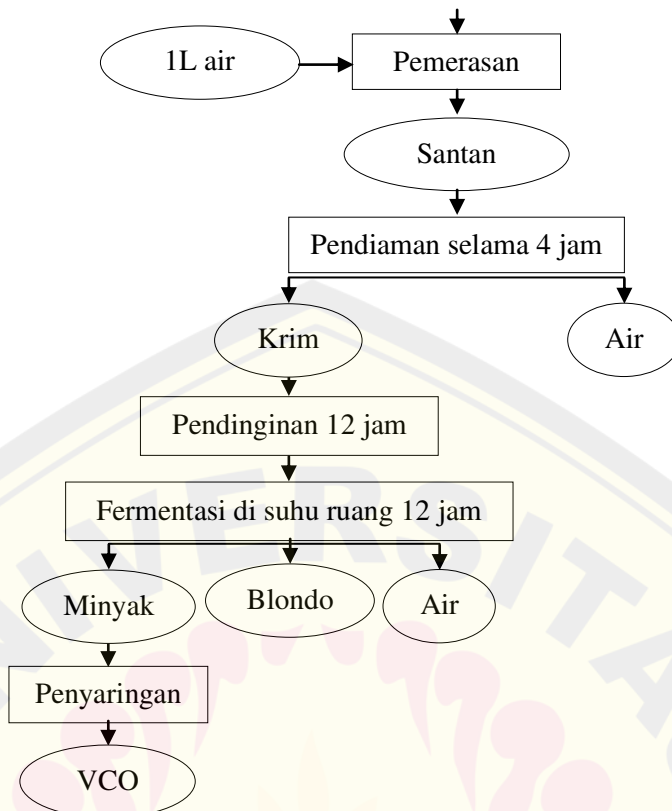 1L air
Pemerasan
Santan
Pendiaman selama 4 jam
Krim
Air
Pendinginan 12 jam
Fermentasi di suhu ruang 12 jam
Minyak
Blondo
Air
Penyaringan
VCO